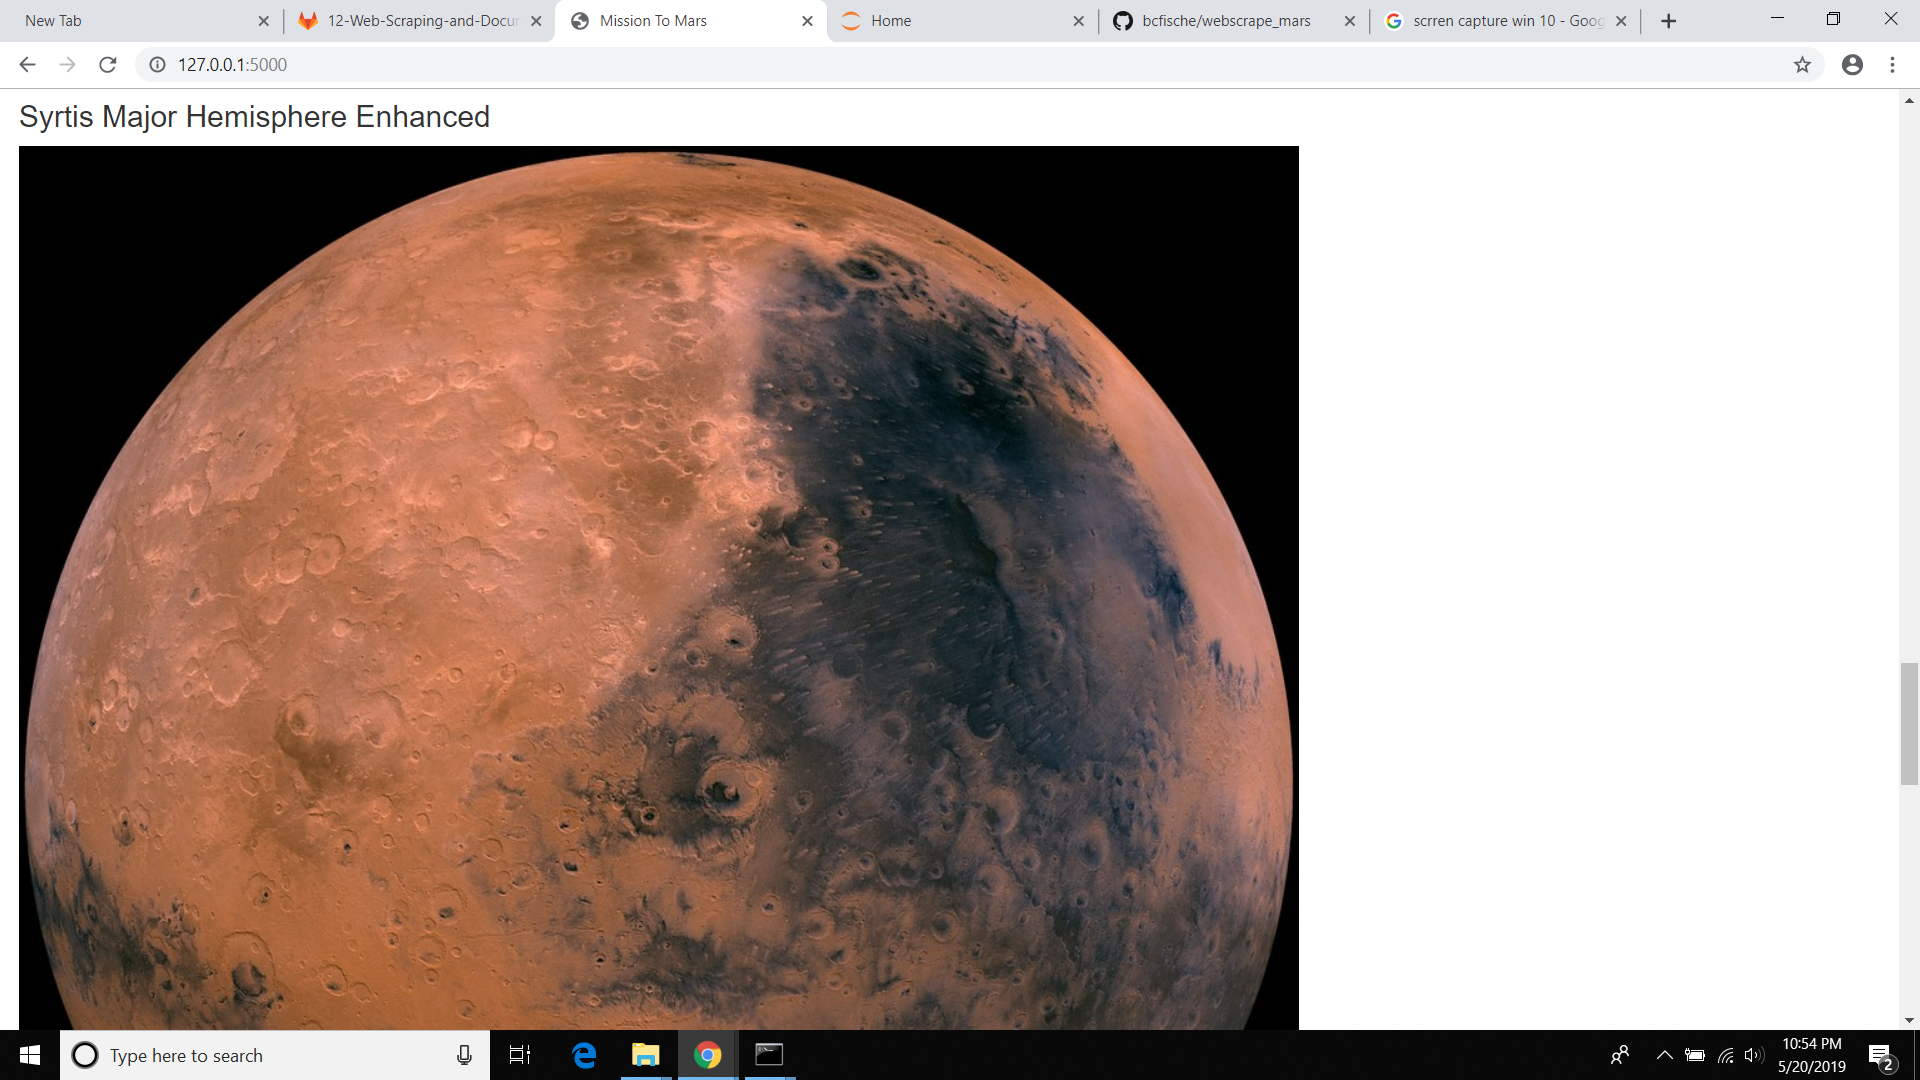 New Tab
12-Web-Scraping-and-Docur
Mission To Mars
Home
bcfische/webscrape_mars
scrren capture win 10 - Goog
127.0.0.1:5000
Syrtis Major Hemisphere Enhanced
Type here to search
10:54 PM
5/20/2019
2